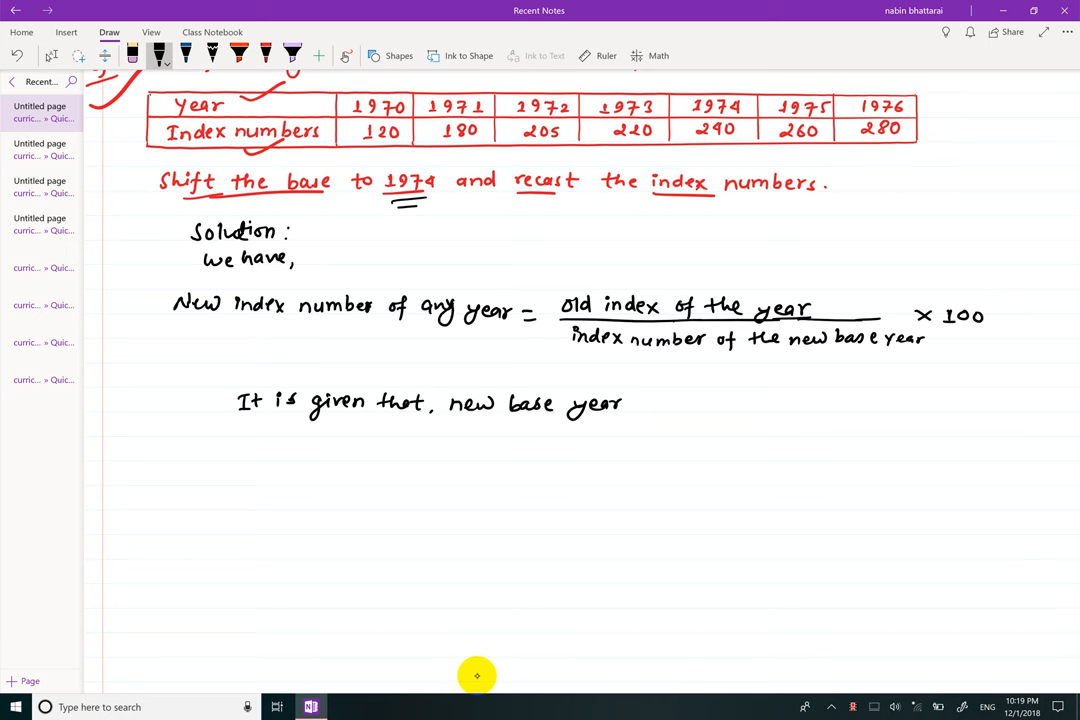 Recent Notes
nabin bhattarai
Home Insert Draw View Class Notebook
Share
Shapes Ink to Shape Ink to Text Ruler Math
Recent...
Untitled page
curric... » Quic...
Untitled page
curric... » Quic...
Untitled page
curric... » Quic...
Untitled page
curric... » Quic...
curric... » Quic...
curric... » Quic...
curric... » Quic...
curric... » Quic...
Year 1970 1971 1972 1973 1974 1975 1976
Index numbers 120 180 205 220 240 260 280
Shift the base to 1974 and recast the index numbers.
Solution:
We have,
New index number of any year = old index of the year × 100
index number of the new base year
It is given that, new base year
+ Page
Type here to search
ENG
10:19 PM
12/1/2018